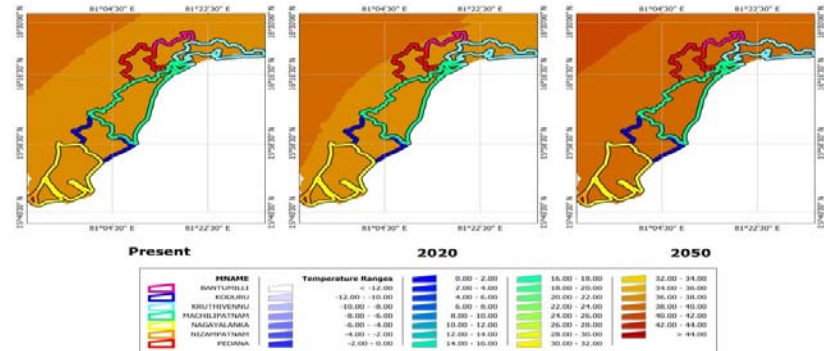 81°04'30" E 81°22'30" E 81°04'30" E 81°22'30" E 81°04'30" E 81°22'30" E
81°04'30" E 81°22'30" E 81°04'30" E 81°22'30" E 81°04'30" E 81°22'30" E
Present 2020 2050
MNAME
BANTUMILLI
KODURU
KRUTHIVENNU
MACHILIPATNAM
NAGAYALANKA
NIZAMPATNAM
PEDANA
Temperature Ranges
< -12.00
-12.00 - -10.00
-10.00 - -8.00
-8.00 - -6.00
-6.00 - -4.00
-4.00 - -2.00
-2.00 - 0.00
0.00 - 2.00
2.00 - 4.00
4.00 - 6.00
6.00 - 8.00
8.00 - 10.00
10.00 - 12.00
12.00 - 14.00
14.00 - 16.00
16.00 - 18.00
18.00 - 20.00
20.00 - 22.00
22.00 - 24.00
24.00 - 26.00
26.00 - 28.00
28.00 - 30.00
30.00 - 32.00
32.00 - 34.00
34.00 - 36.00
36.00 - 38.00
38.00 - 40.00
40.00 - 42.00
42.00 - 44.00
> 44.00